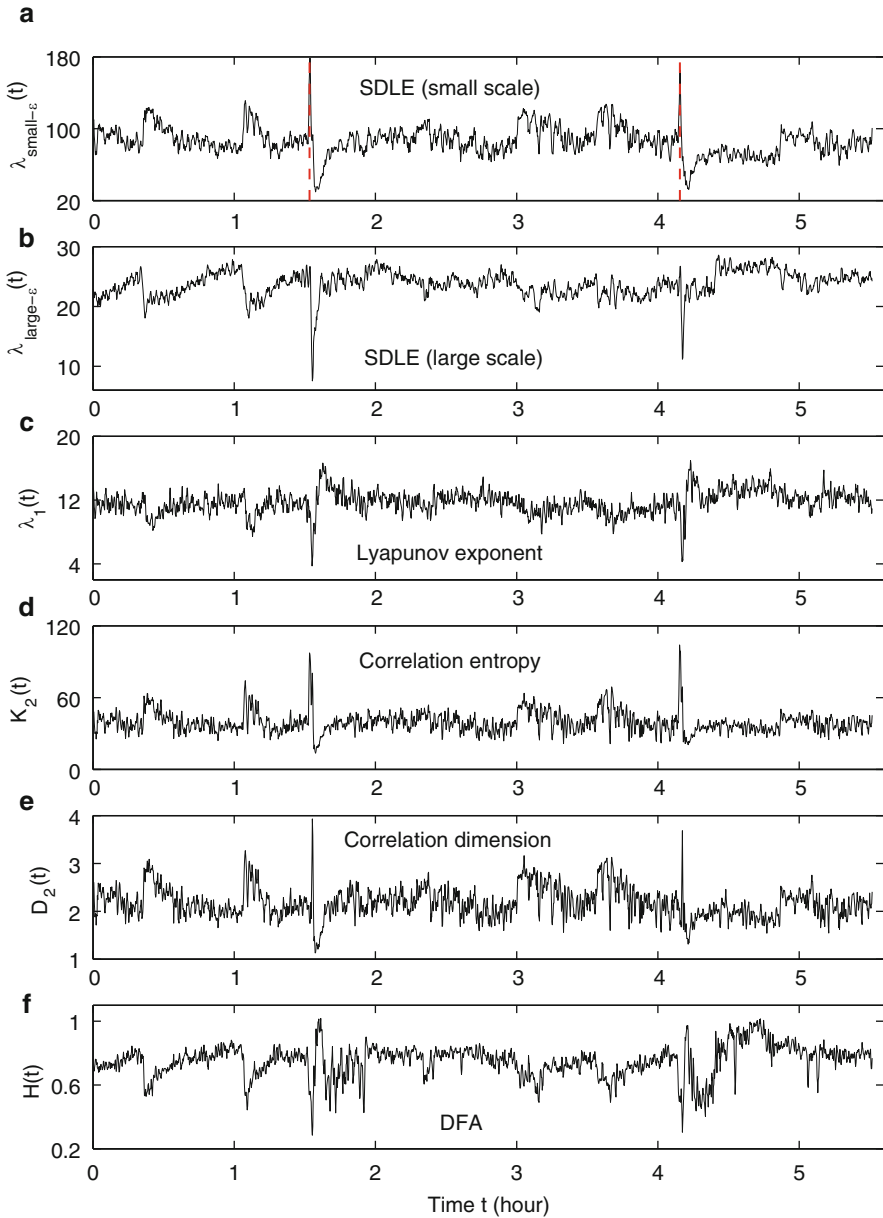 a
180
100
20
λsmall−ε(t)
SDLE (small scale)
0 1 2 3 4 5
b
30
20
10
λlarge−ε(t)
SDLE (large scale)
0 1 2 3 4 5
c
20
12
4
λ1(t)
Lyapunov exponent
0 1 2 3 4 5
d
120
60
0
K2(t)
Correlation entropy
0 1 2 3 4 5
e
4
3
2
1
D2(t)
Correlation dimension
0 1 2 3 4 5
f
1
0.6
0.2
H(t)
DFA
0 1 2 3 4 5
Time t (hour)